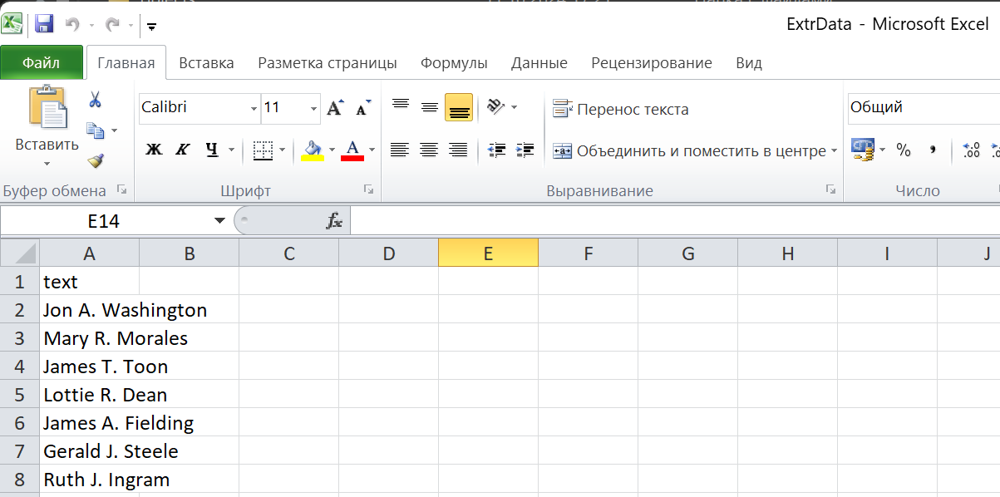 ExtrData - Microsoft Excel
Файл Главная Вставка Разметка страницы Формулы Данные Рецензирование Вид
Calibri 11 Общий
Перенос текста
Вставить
Ж К Ч А Объединить и поместить в центре % ,
Буфер обмена Шрифт Выравнивание Число
E14 fx
A B C D E F G H I J
1 text
2 Jon A. Washington
3 Mary R. Morales
4 James T. Toon
5 Lottie R. Dean
6 James A. Fielding
7 Gerald J. Steele
8 Ruth J. Ingram